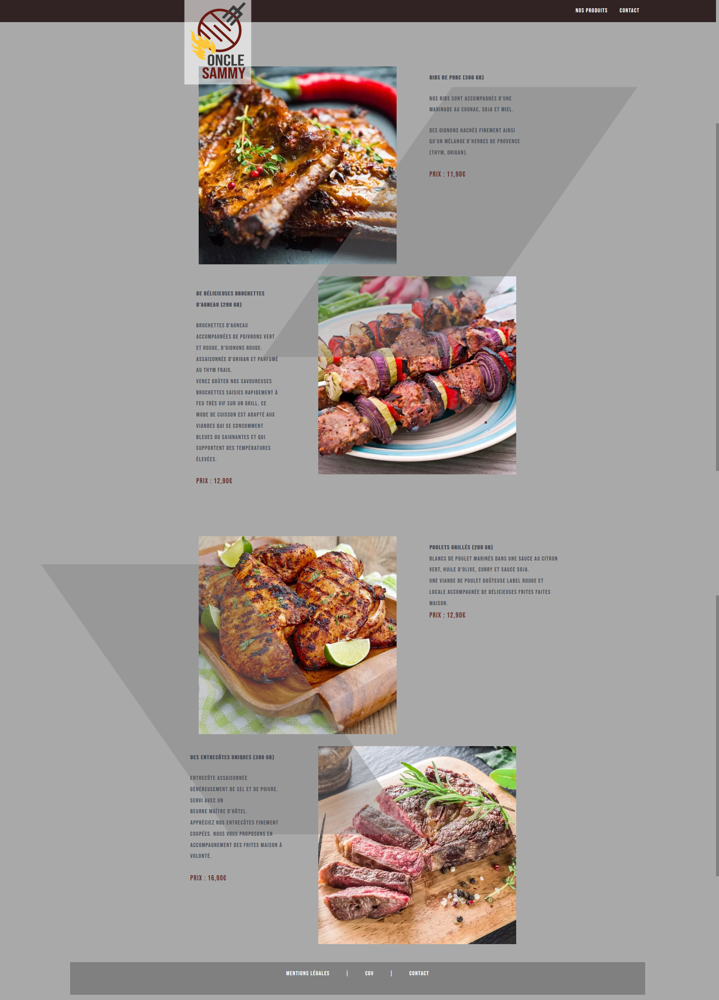 NOS PRODUITS CONTACT
ONCLE
SAMMY
RIBS DE PORC (300 GR)
NOS RIBS SONT ACCOMPAGNÉS D'UNE
MARINADE AU COGNAC, SOJA ET MIEL.
DES OIGNONS HACHÉS FINEMENT AINSI
QU'UN MÉLANGE D'HERBES DE PROVENCE
(THYM, ORIGAN).
PRIX : 11,90€
DE DÉLICIEUSES BROCHETTES
D'AGNEAU (200 GR)
BROCHETTES D'AGNEAU
ACCOMPAGNÉES DE POIVRONS VERT
ET ROUGE, D'OIGNONS ROUGE.
ASSAISONNÉE D'ORIGAN ET PARFUMÉ
AU THYM FRAIS.
VENEZ GOÛTER NOS SAVOUREUSES
BROCHETTES SAISIES RAPIDEMENT À
FEU TRÈS VIF SUR UN GRILL. CE
MODE DE CUISSON EST ADAPTÉ AUX
VIANDES QUI SE CONSOMMENT
BLEUES OU SAIGNANTES ET QUI
SUPPORTENT DES TEMPÉRATURES
ÉLEVÉES.
PRIX : 12,90€
POULETS GRILLÉS (200 GR)
BLANCS DE POULET MARINÉS DANS UNE SAUCE AU CITRON
VERT, HUILE D'OLIVE, CURRY ET SAUCE SOJA.
UNE VIANDE DE POULET GOÛTEUSE LABEL ROUGE ET
LOCALE ACCOMPAGNÉE DE DÉLICIEUSES FRITES FAITES
MAISON.
PRIX : 12,90€
DES ENTRECÔTES UNIQUES (300 GR)
ENTRECÔTE ASSAISONNÉE
GÉNÉREUSEMENT DE SEL ET DE POIVRE.
SERVI AVEC UN
BEURRE MAÎTRE D'HÔTEL.
APPRÉCIEZ NOS ENTRECÔTES FINEMENT
COUPÉES. NOUS VOUS PROPOSONS EN
ACCOMPAGNEMENT DES FRITES MAISON À
VOLONTÉ.
PRIX : 16,90€
MENTIONS LÉGALES | CGV | CONTACT